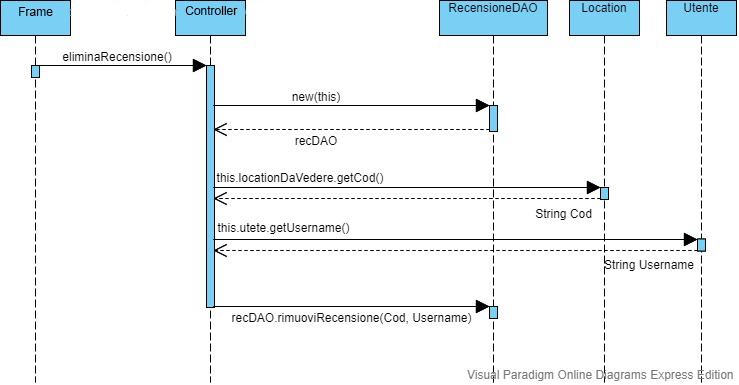 Frame
Controller
RecensioneDAO
Location
Utente
eliminaRecensione()
new(this)
recDAO
this.locationDaVedere.getCod()
String Cod
this.utete.getUsername()
String Username
recDAO.rimuoviRecensione(Cod, Username)
Visual Paradigm Online Diagrams Express Edition